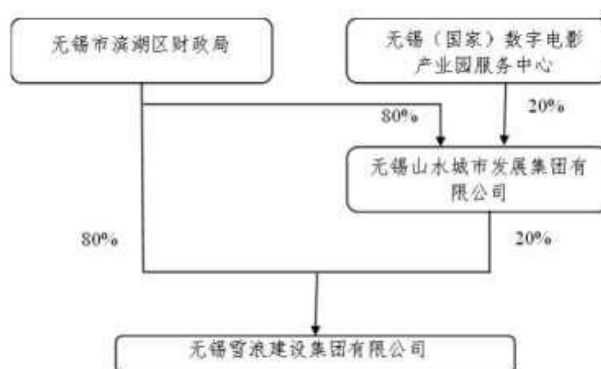 无锡市滨湖区财政局
无锡（国家）数字电影
产业园服务中心
80%
20%
无锡山水城市发展集团有
限公司
80%
20%
无锡雪浪建设集团有限公司